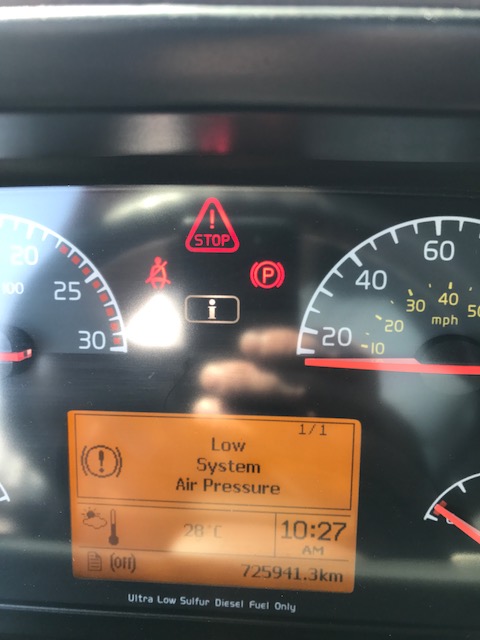 STOP
P
i
20
100
25
30
20
40
60
10
20
30
40
50
mph
1/1
Low
System
Air Pressure
28°C
10:27
AM
725941.3km
Ultra Low Sulfur Diesel Fuel Only